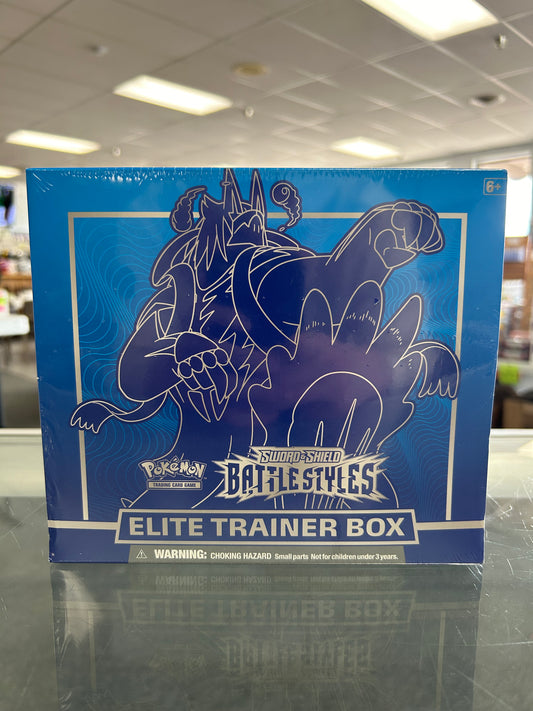 6+
Pokémon
TRADING CARD GAME
SWORD & SHIELD
BATTLE STYLES
ELITE TRAINER BOX
⚠ WARNING: CHOKING HAZARD Small parts Not for children under 3 years.